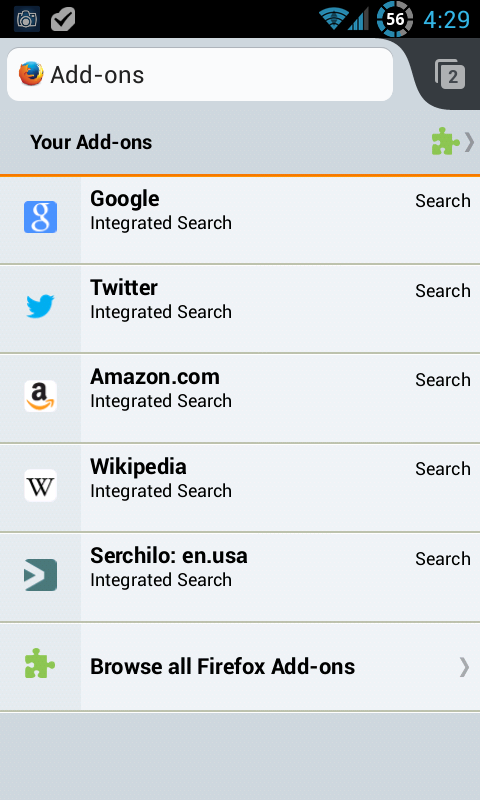 56 4:29
Add-ons
2
Your Add-ons
g Google Search
Integrated Search
Twitter Search
Integrated Search
a Amazon.com Search
Integrated Search
W Wikipedia Search
Integrated Search
Serchilo: en.usa Search
Integrated Search
Browse all Firefox Add-ons